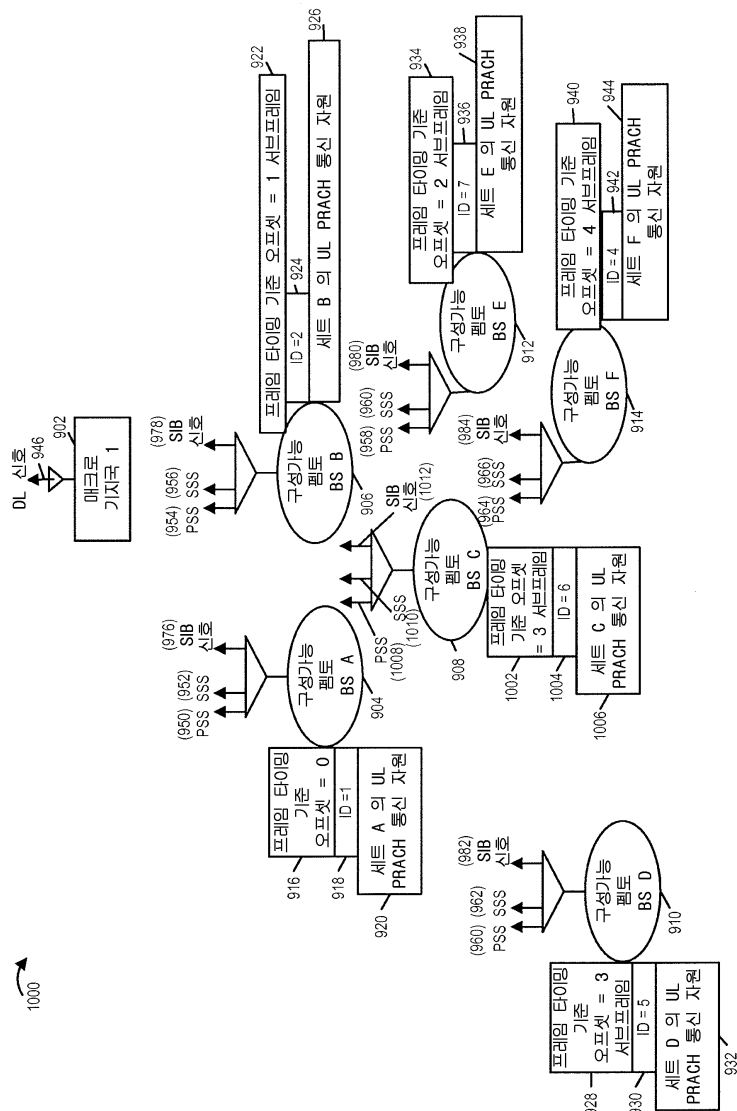 1000
DL 신호
946
902
매크로
기지국 1
(950) (952)
PSS SSS
(976)
SIB
신호
구성가능
펨토
BS A
904
916
프레임 타이밍
기준
오프셋 = 0
918
ID =1
920
세트 A 의 UL
PRACH 통신 자원
(954) (956)
PSS SSS
(978)
SIB
신호
구성가능
펨토
BS B
906
922
프레임 타이밍 기준 오프셋 = 1 서브프레임
924
ID =2
926
세트 B 의 UL PRACH 통신 자원
PSS
(1008)
SSS
(1010)
SIB
신호
(1012)
구성가능
펨토
BS C
908
1002
프레임 타이밍
기준 오프셋
= 3 서브프레임
1004
ID = 6
1006
세트 C 의 UL
PRACH 통신 자원
(960) (962)
PSS SSS
(982)
SIB
신호
구성가능
펨토
BS D
910
928
프레임 타이밍
기준
오프셋 = 3
서브프레임
930
ID = 5
932
세트 D 의 UL
PRACH 통신 자원
(958) (960)
PSS SSS
(980)
SIB
신호
구성가능
펨토
BS E
912
934
프레임 타이밍 기준
오프셋 = 2 서브프레임
936
ID = 7
938
세트 E 의 UL PRACH
통신 자원
(964) (966)
PSS SSS
(984)
SIB
신호
구성가능
펨토
BS F
914
940
프레임 타이밍 기준
오프셋 = 4 서브프레임
942
ID = 4
944
세트 F 의 UL PRACH
통신 자원